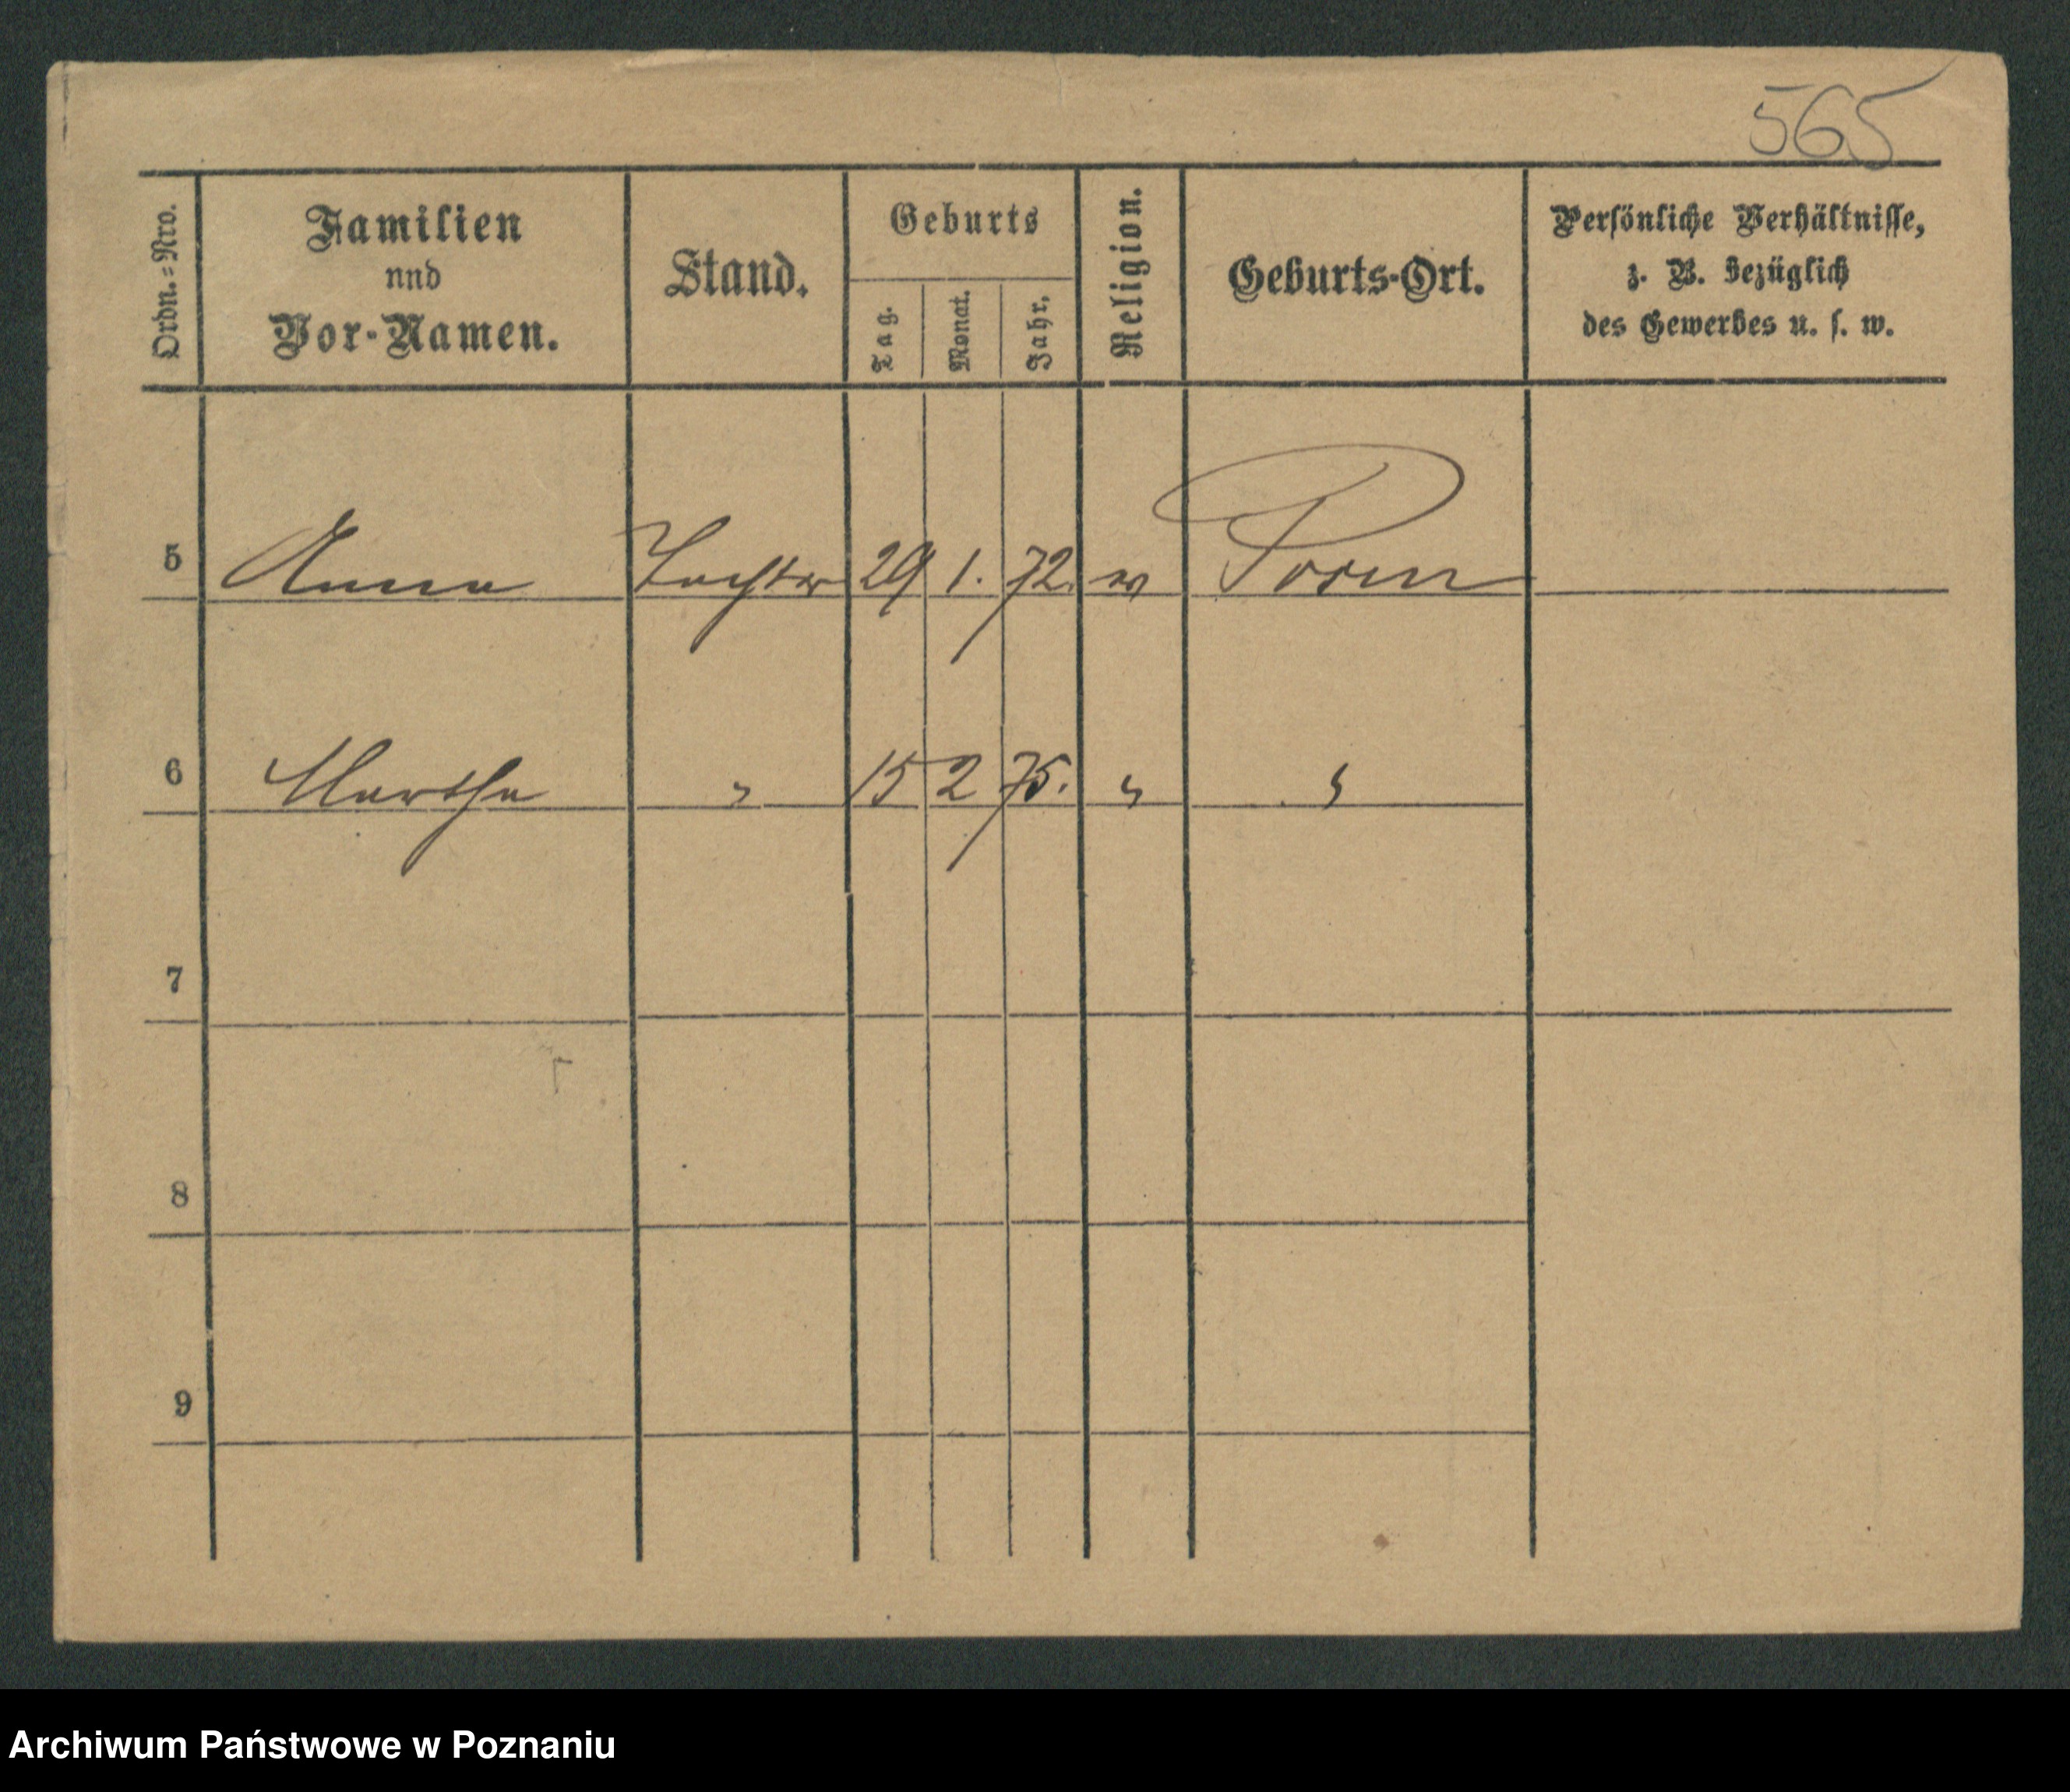 565
Ordn.=Nro.
Familien
nnd
Vor-Namen.
Stand.
Geburts
Tag.
Monat.
Jahr.
Religion.
Geburts-Ort.
Persönliche Verhältnisse,
z. B. bezüglich
des Gewerbes u. s. w.
5 Anna Tochter 29 1. 72. Posen
6 Martha " 15 2 75. " "
7
8
9
Archiwum Państwowe w Poznaniu